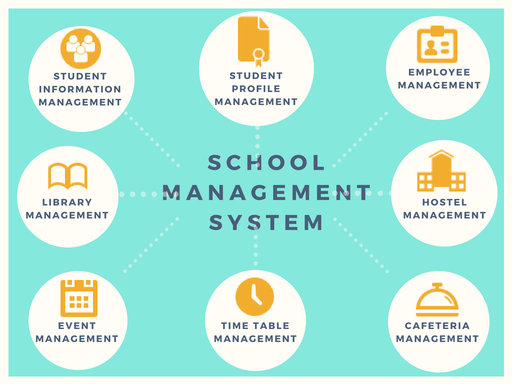 STUDENT
INFORMATION
MANAGEMENT
STUDENT
PROFILE
MANAGEMENT
EMPLOYEE
MANAGEMENT
SCHOOL
MANAGEMENT
SYSTEM
LIBRARY
MANAGEMENT
HOSTEL
MANAGEMENT
EVENT
MANAGEMENT
TIME TABLE
MANAGEMENT
CAFETERIA
MANAGEMENT